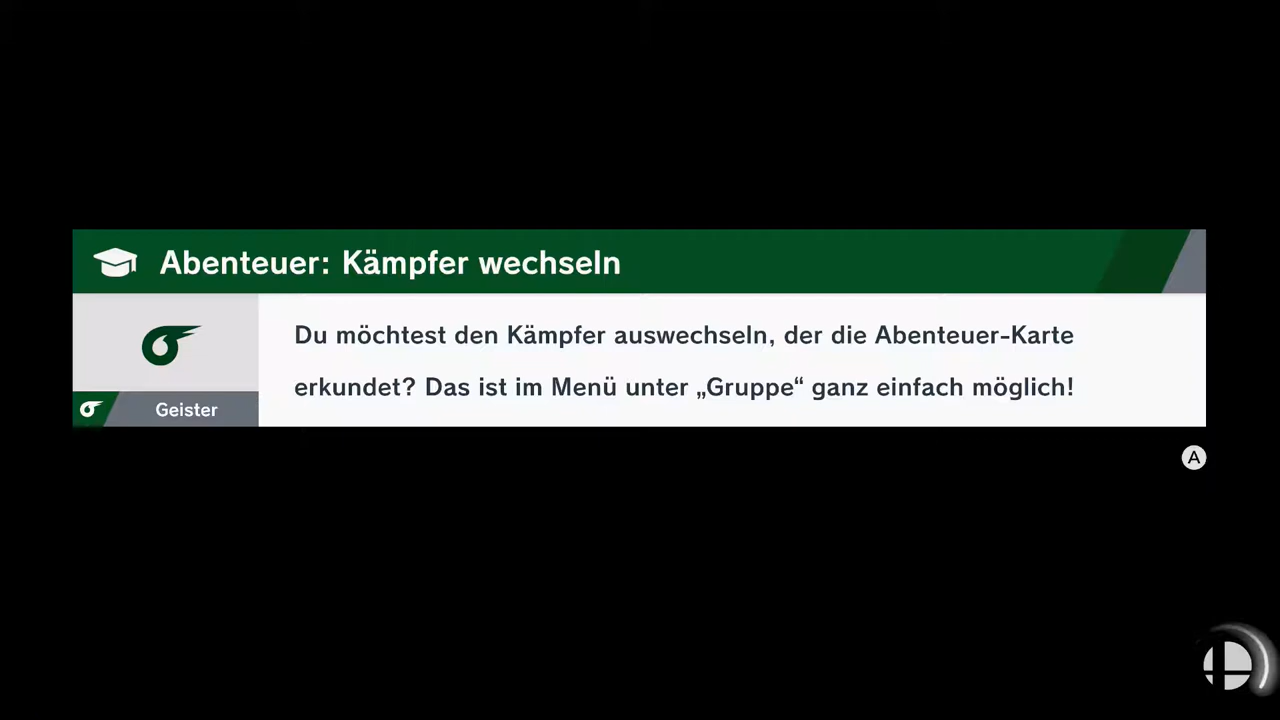 Abenteuer: Kämpfer wechseln
Du möchtest den Kämpfer auswechseln, der die Abenteuer-Karte
erkundet? Das ist im Menü unter „Gruppe“ ganz einfach möglich!
Geister
A